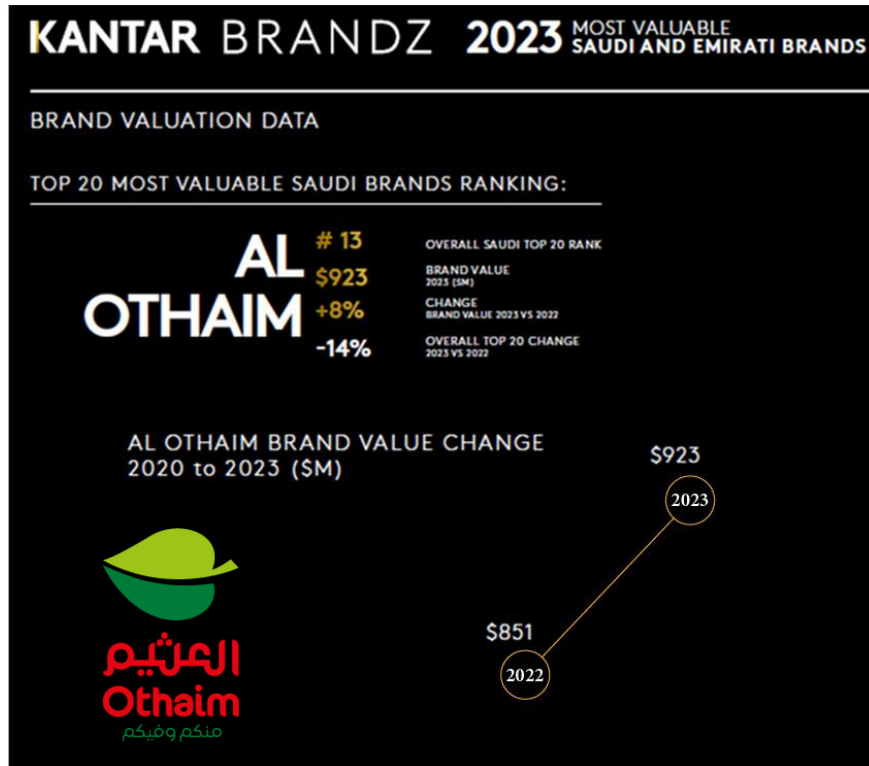 KANTAR BRANDZ 2023 MOST VALUABLE
SAUDI AND EMIRATI BRANDS
BRAND VALUATION DATA
TOP 20 MOST VALUABLE SAUDI BRANDS RANKING:
AL
OTHAIM
# 13 OVERALL SAUDI TOP 20 RANK
$923 BRAND VALUE
2023 ($M)
+8% CHANGE
BRAND VALUE 2023 VS 2022
-14% OVERALL TOP 20 CHANGE
2023 VS 2022
AL OTHAIM BRAND VALUE CHANGE
2020 to 2023 ($M)
$923
2023
$851
2022
العثيم
Othaim
منكم وفيكم